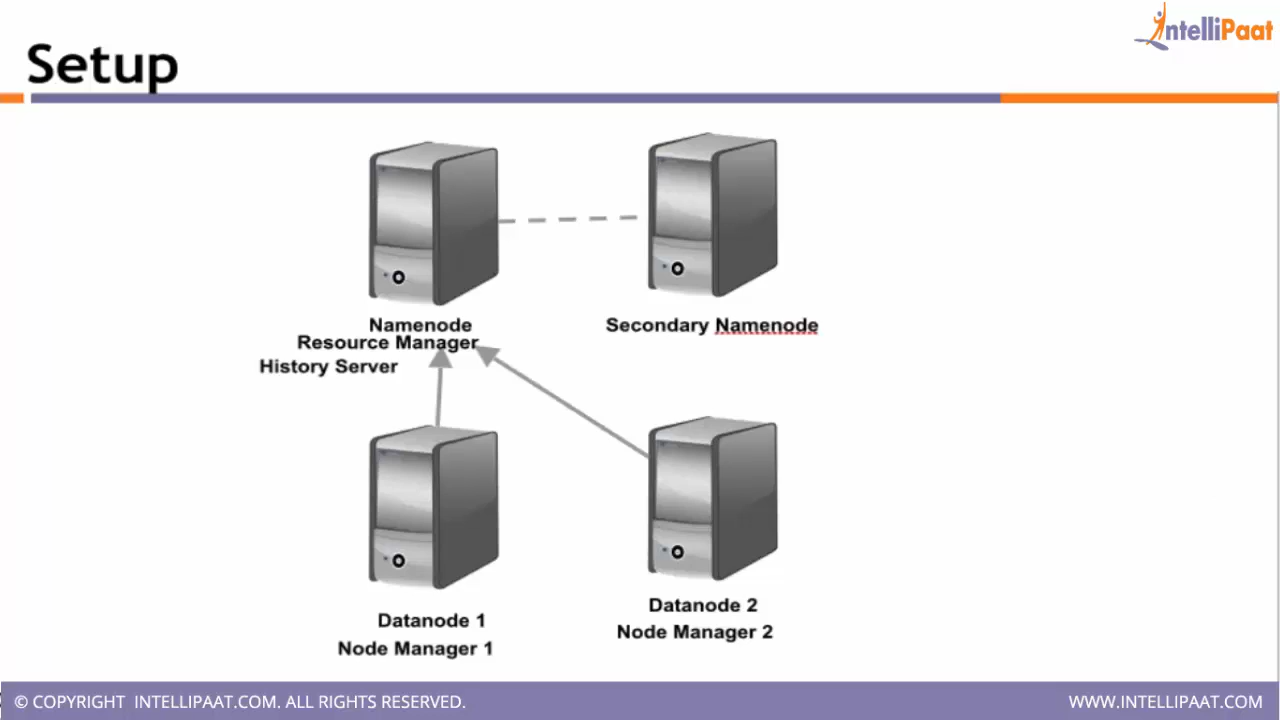 IntelliPaat
Setup
Namenode
Resource Manager
History Server
Secondary Namenode
Datanode 1
Node Manager 1
Datanode 2
Node Manager 2
© COPYRIGHT INTELLIPAAT.COM. ALL RIGHTS RESERVED.
WWW.INTELLIPAAT.COM